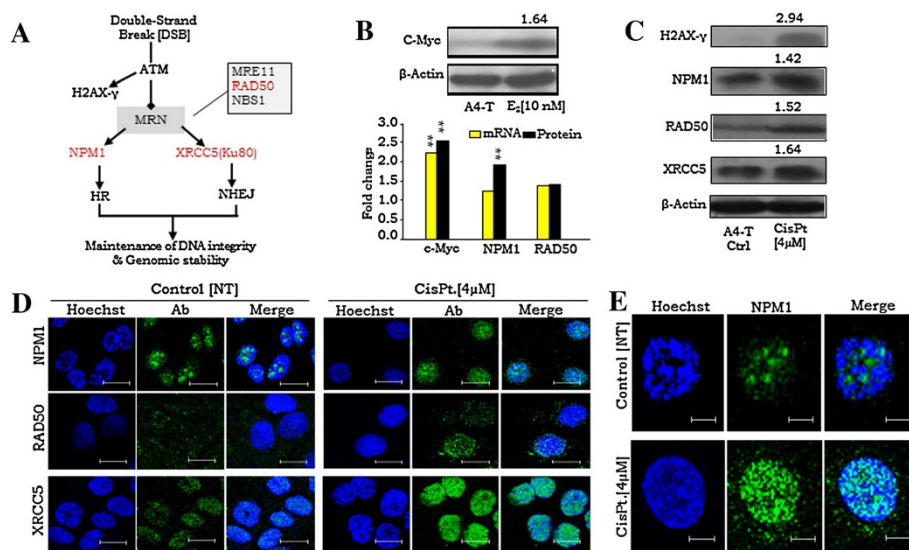 A
Double-Strand
Break [DSB]
ATM
H2AX-γ
MRE11
RAD50
NBS1
MRN
NPM1
XRCC5(Ku80)
HR
NHEJ
Maintenance of DNA integrity
& Genomic stability
B
1.64
C-Myc
β-Actin
A4-T
E₂[10 nM]
mRNA
Protein
Fold change
3.0
2.5
2.0
1.5
1.0
0.5
0.0
**
**
**
c-Myc
NPM1
RAD50
C
2.94
H2AX-γ
1.42
NPM1
1.52
RAD50
1.64
XRCC5
β-Actin
A4-T
Ctrl
CisPt
[4μM]
D
Control [NT]
CisPt.[4μM]
Hoechst
Ab
Merge
Hoechst
Ab
Merge
NPM1
RAD50
XRCC5
E
Hoechst
NPM1
Merge
Control [NT]
CisPt.[4μM]